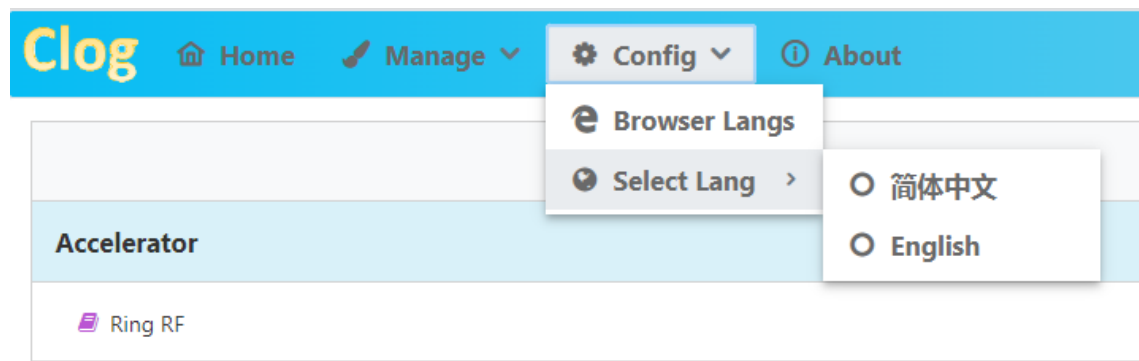 Clog Home Manage Config About
Browser Langs
Select Lang
简体中文
English
Accelerator
Ring RF